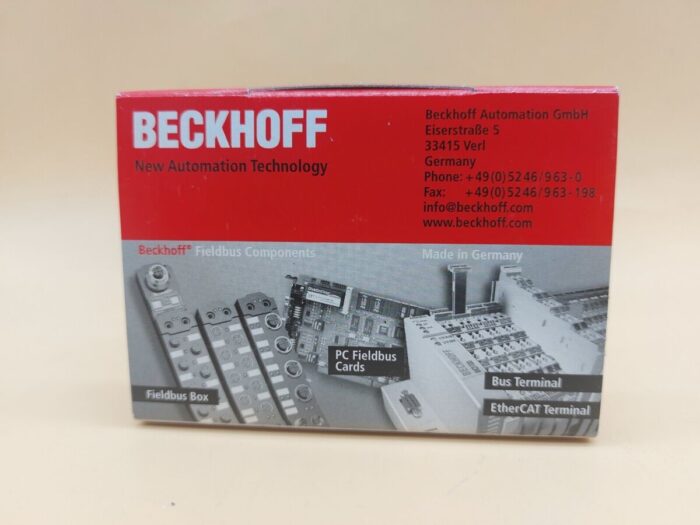 BECKHOFF
New Automation Technology
Beckhoff Automation GmbH
Eiserstraße 5
33415 Verl
Germany
Phone: +49(0)5246/963-0
Fax: +49(0)5246/963-198
info@beckhoff.com
www.beckhoff.com
Beckhoff® Fieldbus Components
Made in Germany
PC Fieldbus
Cards
BECKHOFF
Fieldbus Box
Bus Terminal
EtherCAT Terminal